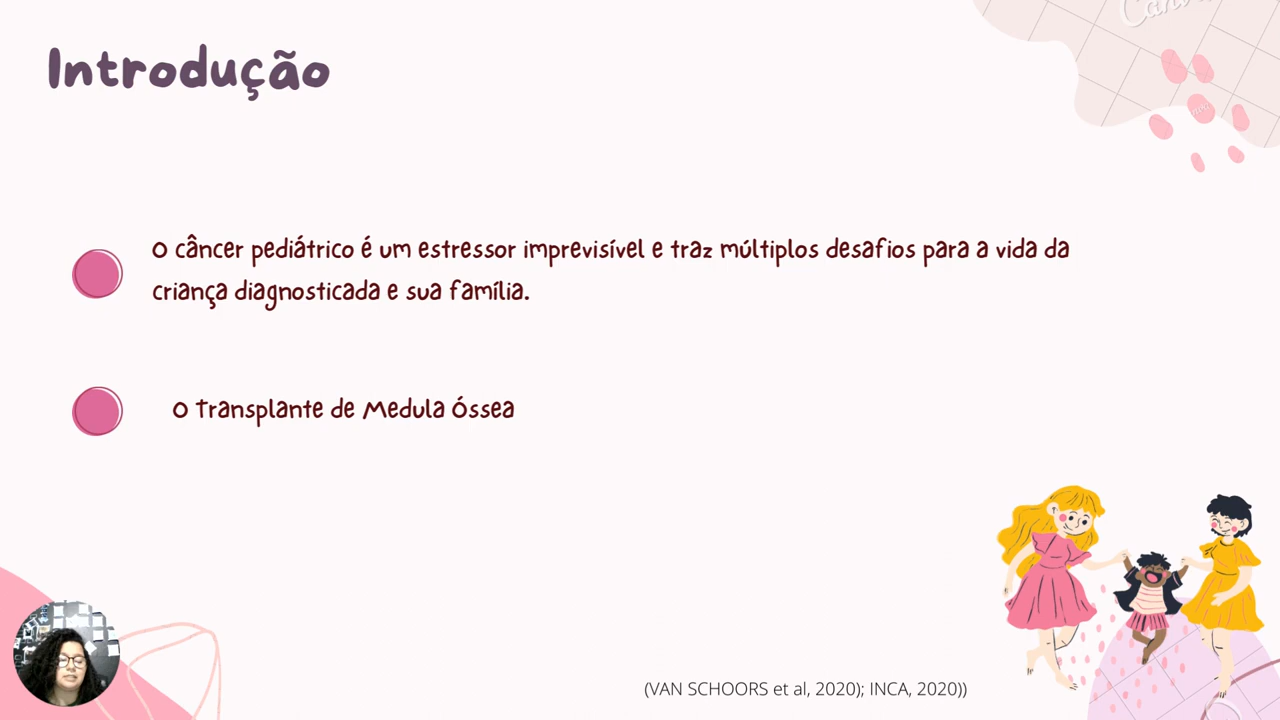 Introdução
O câncer pediátrico é um estressor imprevisível e traz múltiplos desafios para a vida da
criança diagnosticada e sua família.
O Transplante de Medula Óssea
(VAN SCHOORS et al, 2020); INCA, 2020))